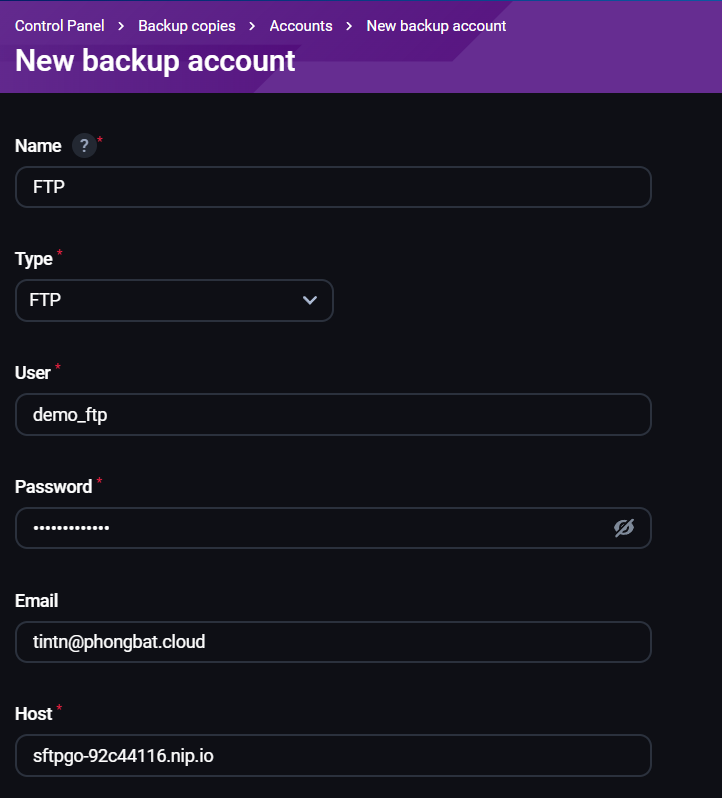 Control Panel > Backup copies > Accounts > New backup account
New backup account
Name ? *
FTP
Type *
FTP
User *
demo_ftp
Password *
•••••••••••••
Email
tintn@phongbat.cloud
Host *
sftpgo-92c44116.nip.io